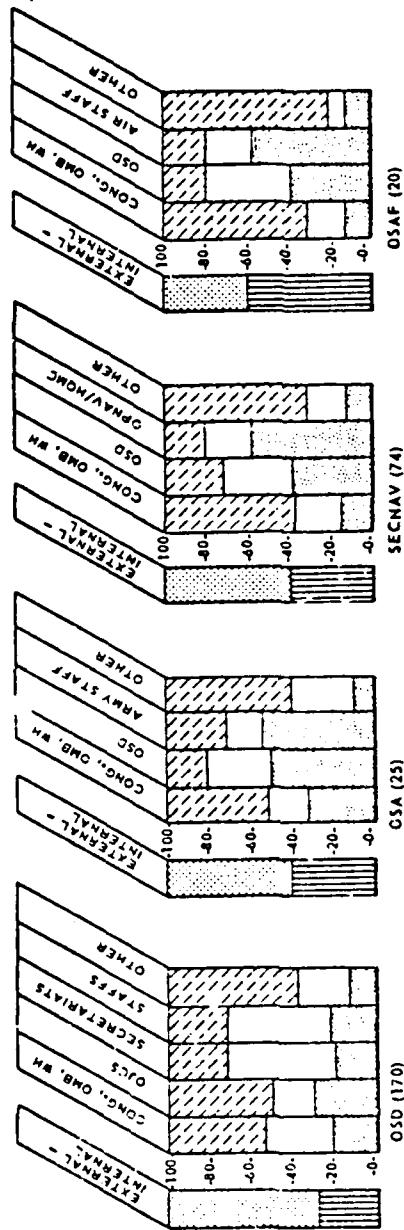 EXTERNAL –
INTERNAL
CONG., OMB, WH
OJCS
SECRETARIATS
STAFFS
OTHER
100
-80-
-60-
-40-
-20-
-0-
OSD (170)
EXTERNAL –
INTERNAL
CONG., OMB, WH
OSD
ARMY STAFF
OTHER
-100
-80-
-60-
-40-
-20-
-0-
OSA (25)
EXTERNAL –
INTERNAL
CONG., OMB, WH
OSD
OPNAV/HQMC
OTHER
100
-80-
-60-
-40-
-20-
-0-
SECNAV (74)
EXTERNAL –
INTERNAL
CONG., OMB, WH
OSD
AIR STAFF
OTHER
100
-80-
-60-
-40-
-20-
-0-
OSAF (20)